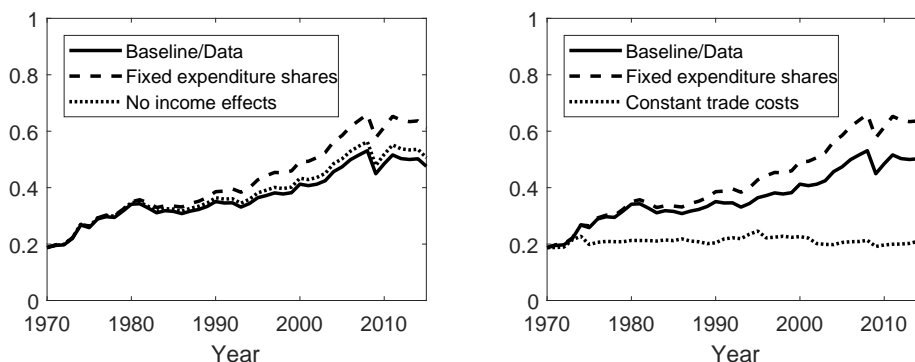 1
0.8
0.6
0.4
0.2
0
Baseline/Data
Fixed expenditure shares
No income effects
1970 1980 1990 2000 2010
Year
1
0.8
0.6
0.4
0.2
0
Baseline/Data
Fixed expenditure shares
Constant trade costs
1970 1980 1990 2000 2010
Year